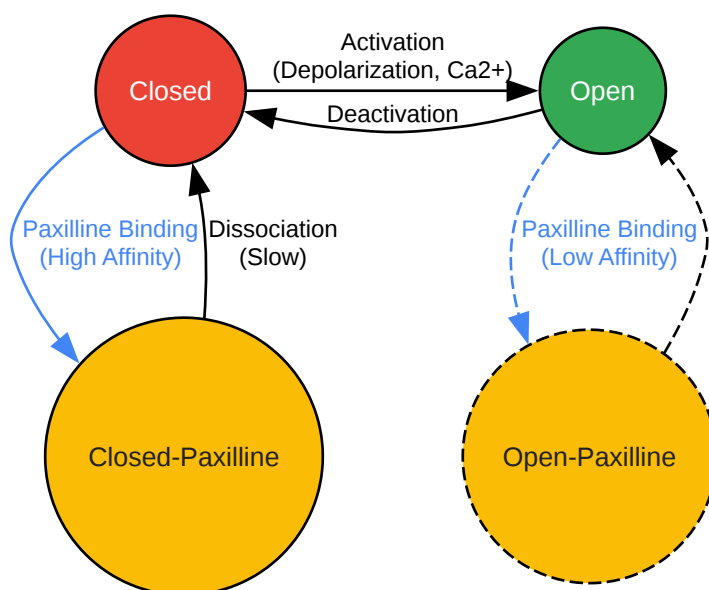 Activation
(Depolarization, Ca2+)
Closed
Open
Deactivation
Paxilline Binding
(High Affinity)
Dissociation
(Slow)
Paxilline Binding
(Low Affinity)
Closed-Paxilline
Open-Paxilline